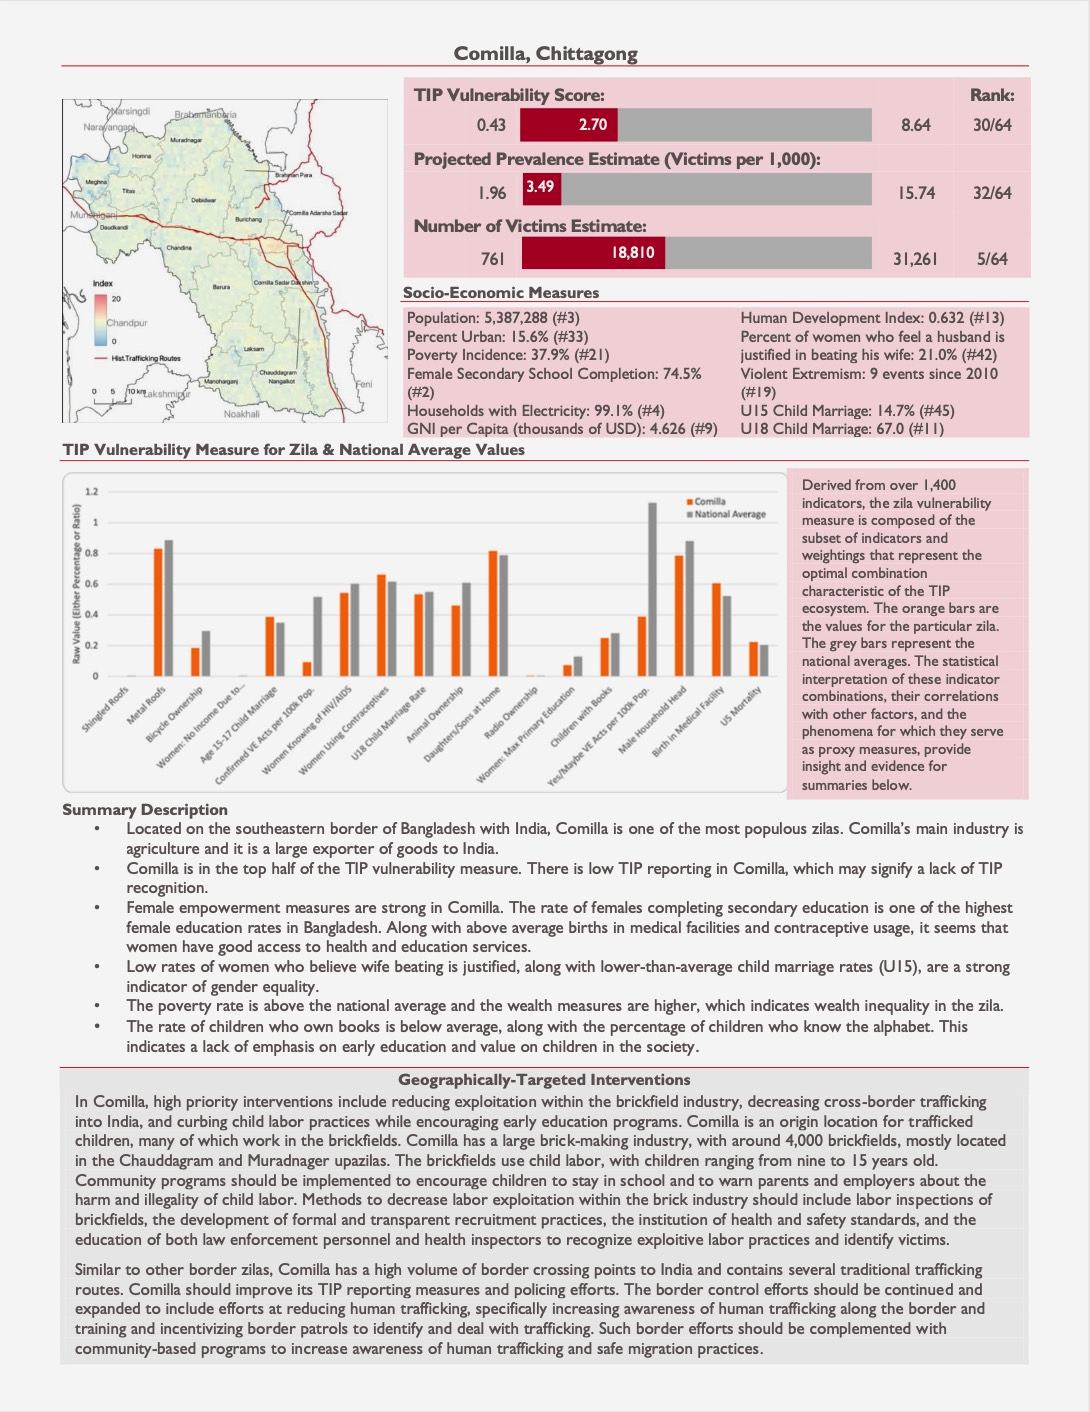 Comilla, Chittagong
Narsingdi
Brahamanbaria
Narayanganj
Muradnagar
Homna
Brahman Para
Meghna
Titas
Debidwar
Munshiganj
Comilla Adarsha Sadar
Burichang
Daudkandi
Chandina
Index
Barura
Comilla Sadar Dakshin
20
Chandpur
0
Laksam
Hist.Trafficking Routes
Chauddagram
Manoharganj
Nangalkot
Feni
0 5 10 km
Lakshmipur
Noakhali
TIP Vulnerability Score: Rank:
0.43 2.70 8.64 30/64
Projected Prevalence Estimate (Victims per 1,000):
1.96 3.49 15.74 32/64
Number of Victims Estimate:
761 18,810 31,261 5/64
Socio-Economic Measures
Population: 5,387,288 (#3)
Percent Urban: 15.6% (#33)
Poverty Incidence: 37.9% (#21)
Female Secondary School Completion: 74.5%
(#2)
Households with Electricity: 99.1% (#4)
GNI per Capita (thousands of USD): 4.626 (#9)
Human Development Index: 0.632 (#13)
Percent of women who feel a husband is
justified in beating his wife: 21.0% (#42)
Violent Extremism: 9 events since 2010
(#19)
U15 Child Marriage: 14.7% (#45)
U18 Child Marriage: 67.0 (#11)
TIP Vulnerability Measure for Zila & National Average Values
Raw Value (Either Percentage or Ratio)
1.2
1
0.8
0.6
0.4
0.2
0
Comilla
National Average
Shingled Roofs
Metal Roofs
Bicycle Ownership
Women: No Income Due to...
Age 15-17 Child Marriage
Confirmed VE Acts per 100k Pop.
Women Knowing of HIV/AIDS
Women Using Contraceptives
U18 Child Marriage Rate
Animal Ownership
Daughters/Sons at Home
Radio Ownership
Women: Max Primary Education
Children with Books
Yes/Maybe VE Acts per 100k Pop.
Male Household Head
Birth in Medical Facility
U5 Mortality
Derived from over 1,400
indicators, the zila vulnerability
measure is composed of the
subset of indicators and
weightings that represent the
optimal combination
characteristic of the TIP
ecosystem. The orange bars are
the values for the particular zila.
The grey bars represent the
national averages. The statistical
interpretation of these indicator
combinations, their correlations
with other factors, and the
phenomena for which they serve
as proxy measures, provide
insight and evidence for
summaries below.
Summary Description
• Located on the southeastern border of Bangladesh with India, Comilla is one of the most populous zilas. Comilla's main industry is
agriculture and it is a large exporter of goods to India.
• Comilla is in the top half of the TIP vulnerability measure. There is low TIP reporting in Comilla, which may signify a lack of TIP
recognition.
• Female empowerment measures are strong in Comilla. The rate of females completing secondary education is one of the highest
female education rates in Bangladesh. Along with above average births in medical facilities and contraceptive usage, it seems that
women have good access to health and education services.
• Low rates of women who believe wife beating is justified, along with lower-than-average child marriage rates (U15), are a strong
indicator of gender equality.
• The poverty rate is above the national average and the wealth measures are higher, which indicates wealth inequality in the zila.
• The rate of children who own books is below average, along with the percentage of children who know the alphabet. This
indicates a lack of emphasis on early education and value on children in the society.
Geographically-Targeted Interventions
In Comilla, high priority interventions include reducing exploitation within the brickfield industry, decreasing cross-border trafficking
into India, and curbing child labor practices while encouraging early education programs. Comilla is an origin location for trafficked
children, many of which work in the brickfields. Comilla has a large brick-making industry, with around 4,000 brickfields, mostly located
in the Chauddagram and Muradnager upazilas. The brickfields use child labor, with children ranging from nine to 15 years old.
Community programs should be implemented to encourage children to stay in school and to warn parents and employers about the
harm and illegality of child labor. Methods to decrease labor exploitation within the brick industry should include labor inspections of
brickfields, the development of formal and transparent recruitment practices, the institution of health and safety standards, and the
education of both law enforcement personnel and health inspectors to recognize exploitive labor practices and identify victims.
Similar to other border zilas, Comilla has a high volume of border crossing points to India and contains several traditional trafficking
routes. Comilla should improve its TIP reporting measures and policing efforts. The border control efforts should be continued and
expanded to include efforts at reducing human trafficking, specifically increasing awareness of human trafficking along the border and
training and incentivizing border patrols to identify and deal with trafficking. Such border efforts should be complemented with
community-based programs to increase awareness of human trafficking and safe migration practices.